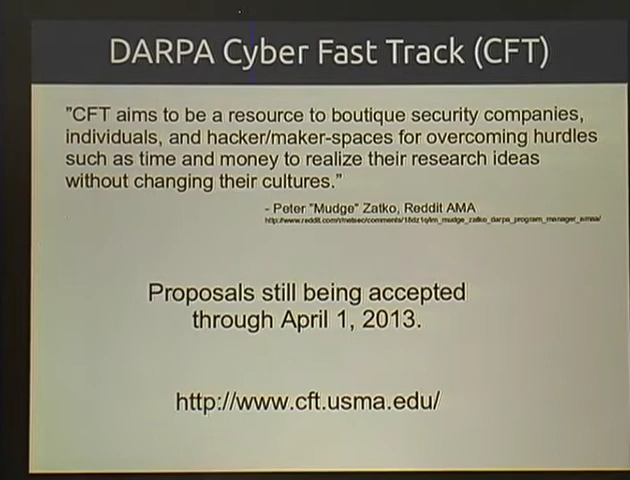 DARPA Cyber Fast Track (CFT)
"CFT aims to be a resource to boutique security companies,
individuals, and hacker/maker-spaces for overcoming hurdles
such as time and money to realize their research ideas
without changing their cultures."
- Peter "Mudge" Zatko, Reddit AMA
Proposals still being accepted
through April 1, 2013.
http://www.cft.usma.edu/